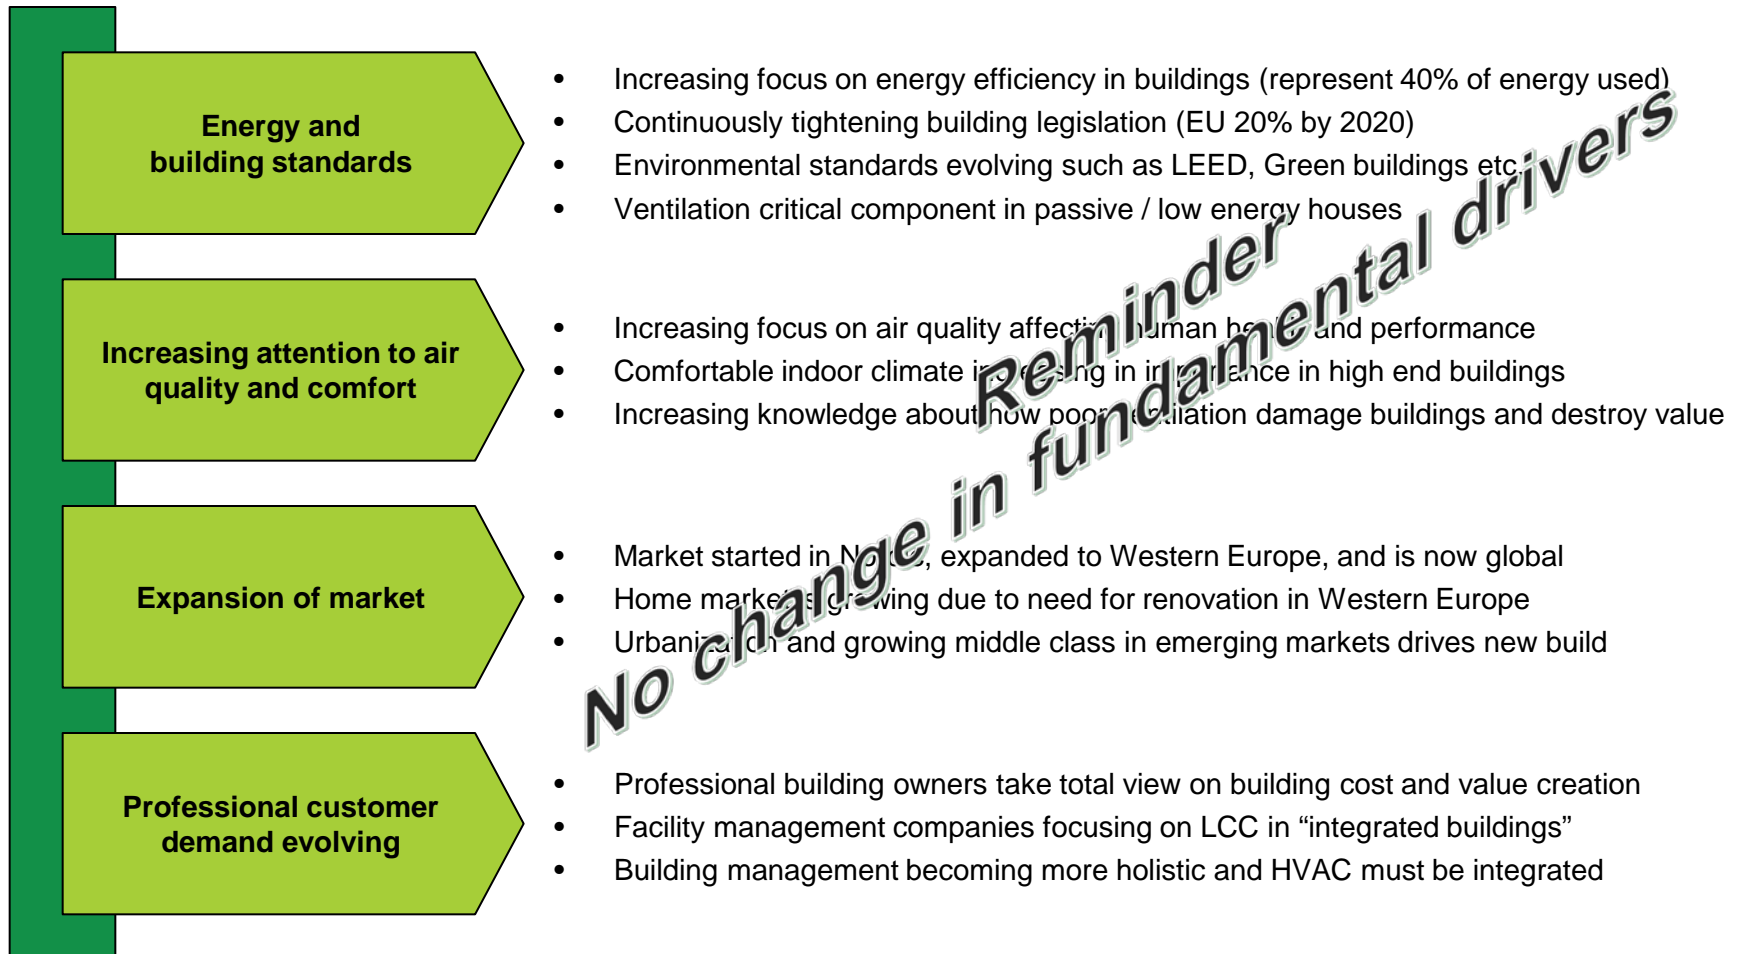 Energy and
building standards
• Increasing focus on energy efficiency in buildings (represent 40% of energy used)
• Continuously tightening building legislation (EU 20% by 2020)
• Environmental standards evolving such as LEED, Green buildings etc.
• Ventilation critical component in passive / low energy houses
Increasing attention to air
quality and comfort
• Increasing focus on air quality affecting human health and performance
• Comfortable indoor climate increasing in importance in high end buildings
• Increasing knowledge about how poor ventilation damage buildings and destroy value
Expansion of market
• Market started in Nordic, expanded to Western Europe, and is now global
• Home markets growing due to need for renovation in Western Europe
• Urbanization and growing middle class in emerging markets drives new build
Professional customer
demand evolving
• Professional building owners take total view on building cost and value creation
• Facility management companies focusing on LCC in “integrated buildings”
• Building management becoming more holistic and HVAC must be integrated
Reminder
No change in fundamental drivers